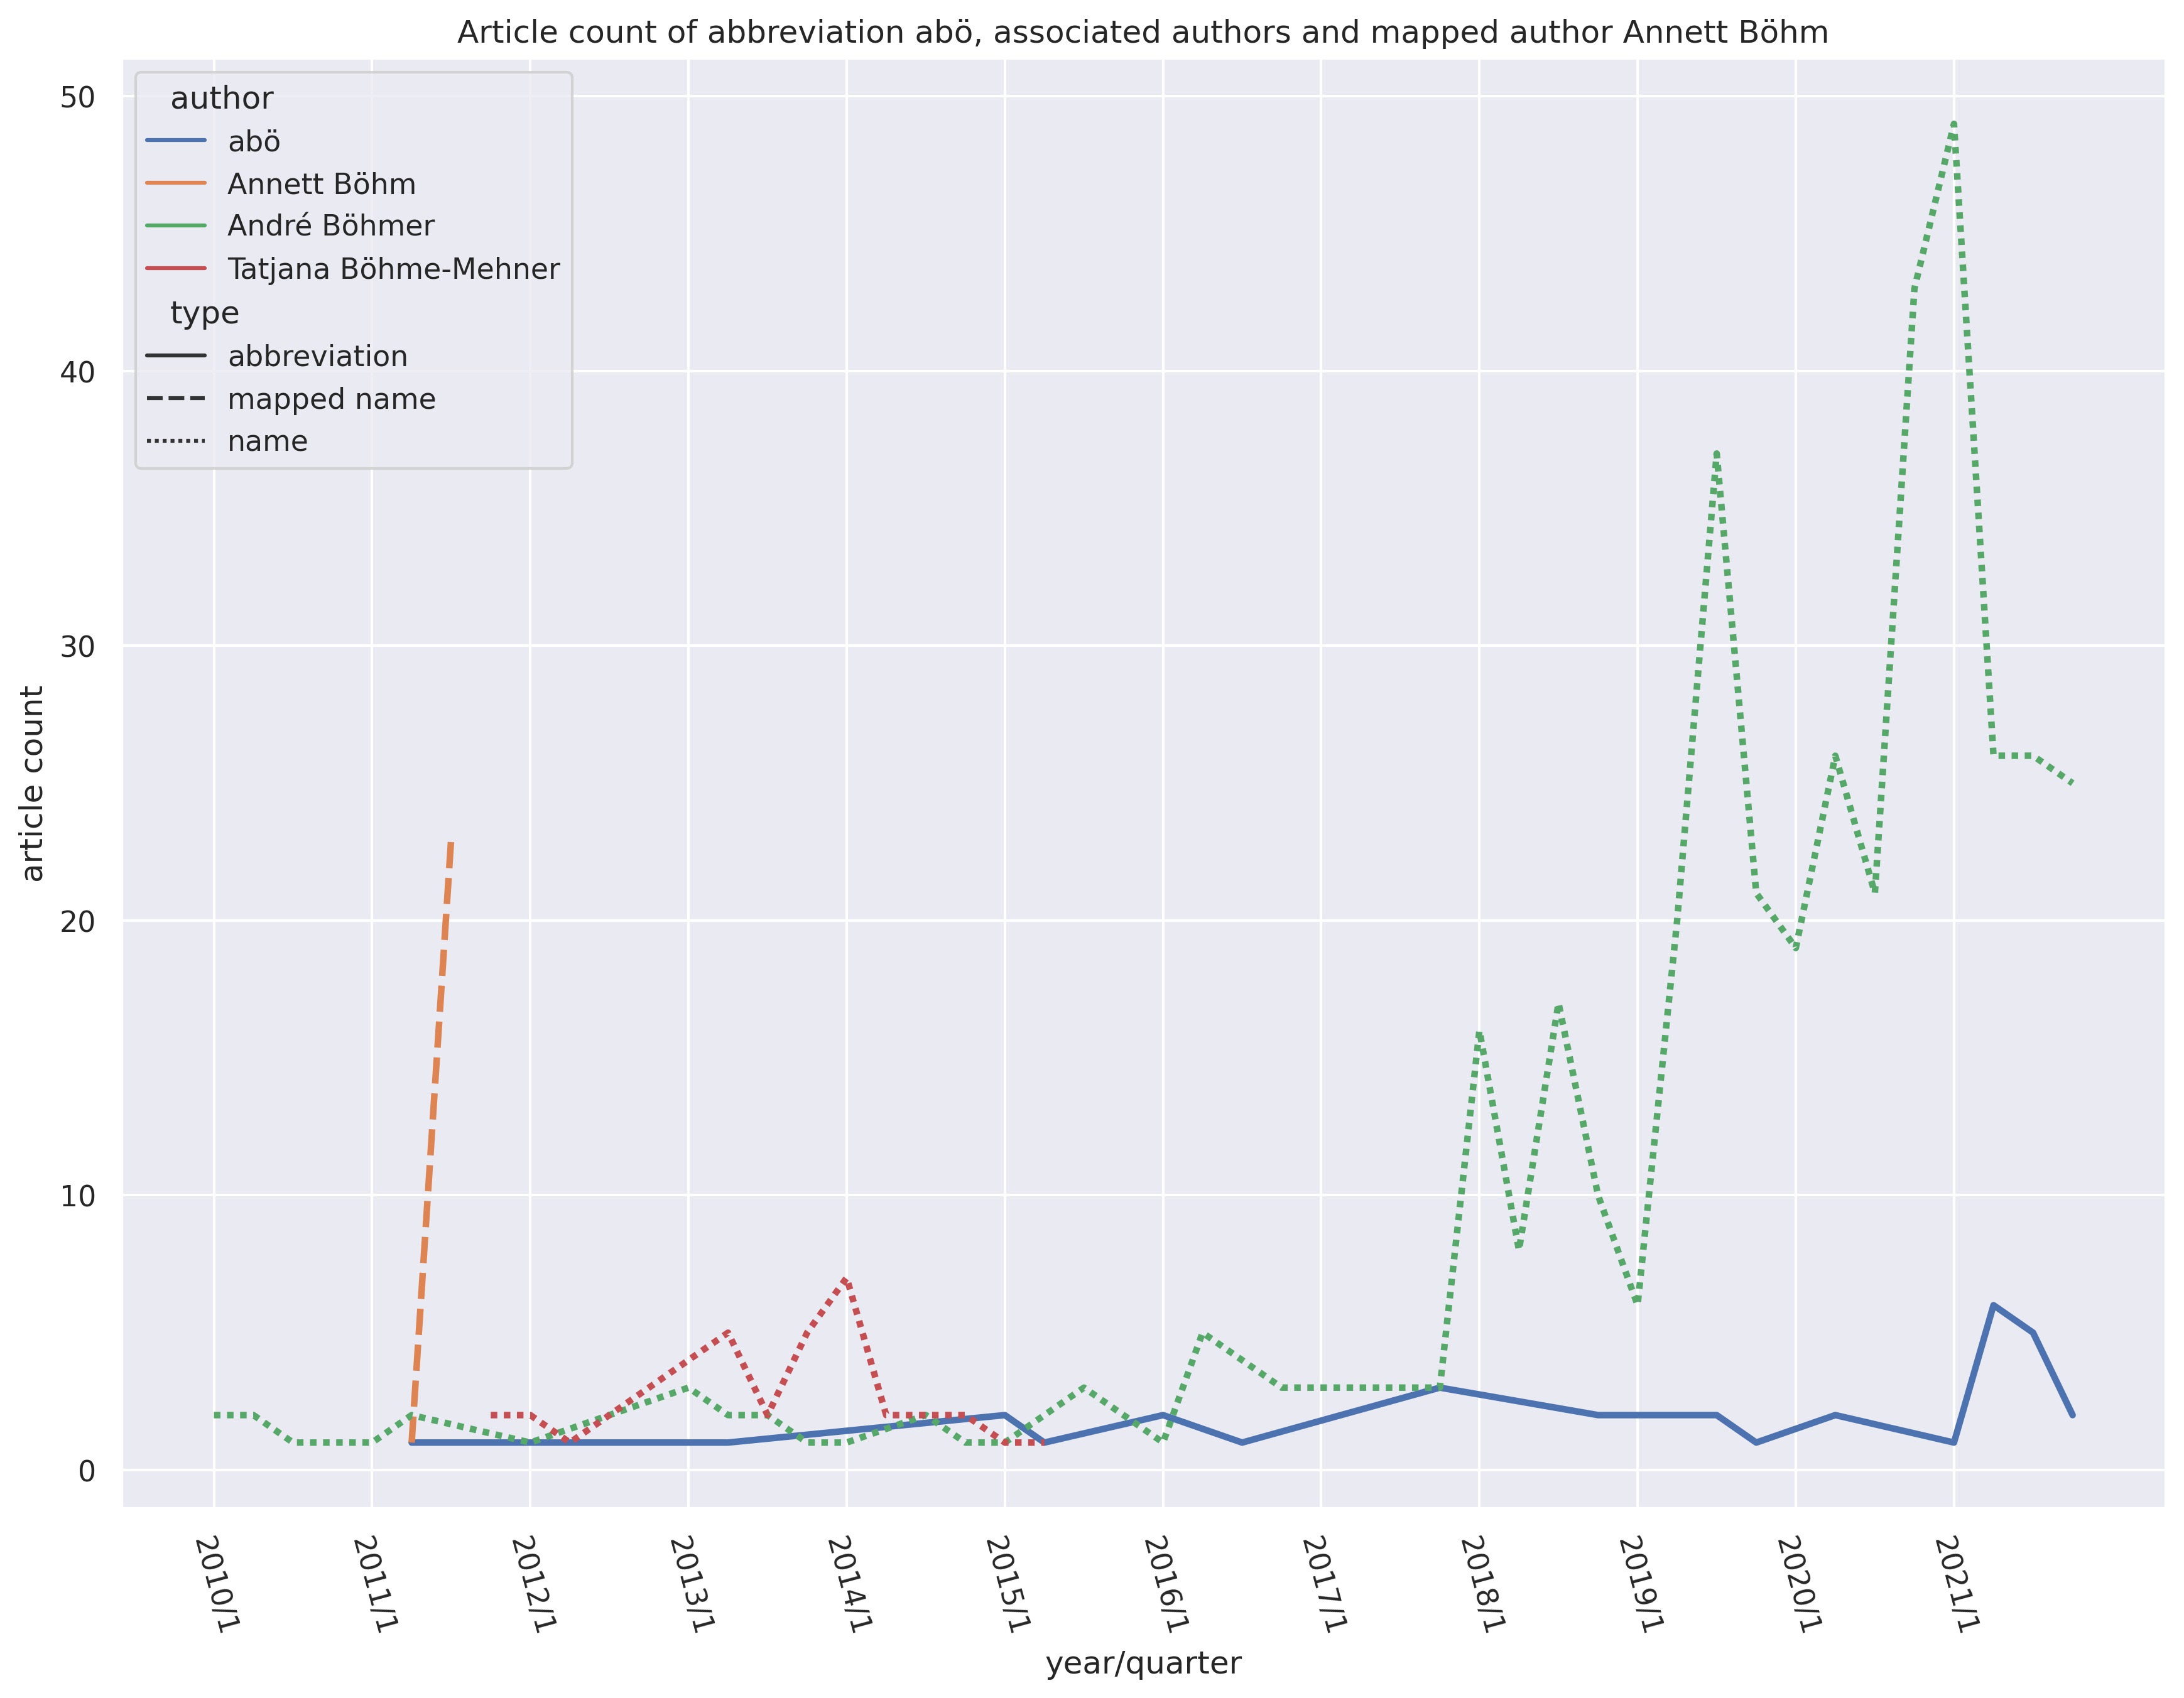 Article count of abbreviation abö, associated authors and mapped author Annett Böhm
author
abö
Annett Böhm
André Böhmer
Tatjana Böhme-Mehner
type
abbreviation
mapped name
name
50
40
30
20
10
0
article count
2010/1
2011/1
2012/1
2013/1
2014/1
2015/1
2016/1
2017/1
2018/1
2019/1
2020/1
2021/1
year/quarter